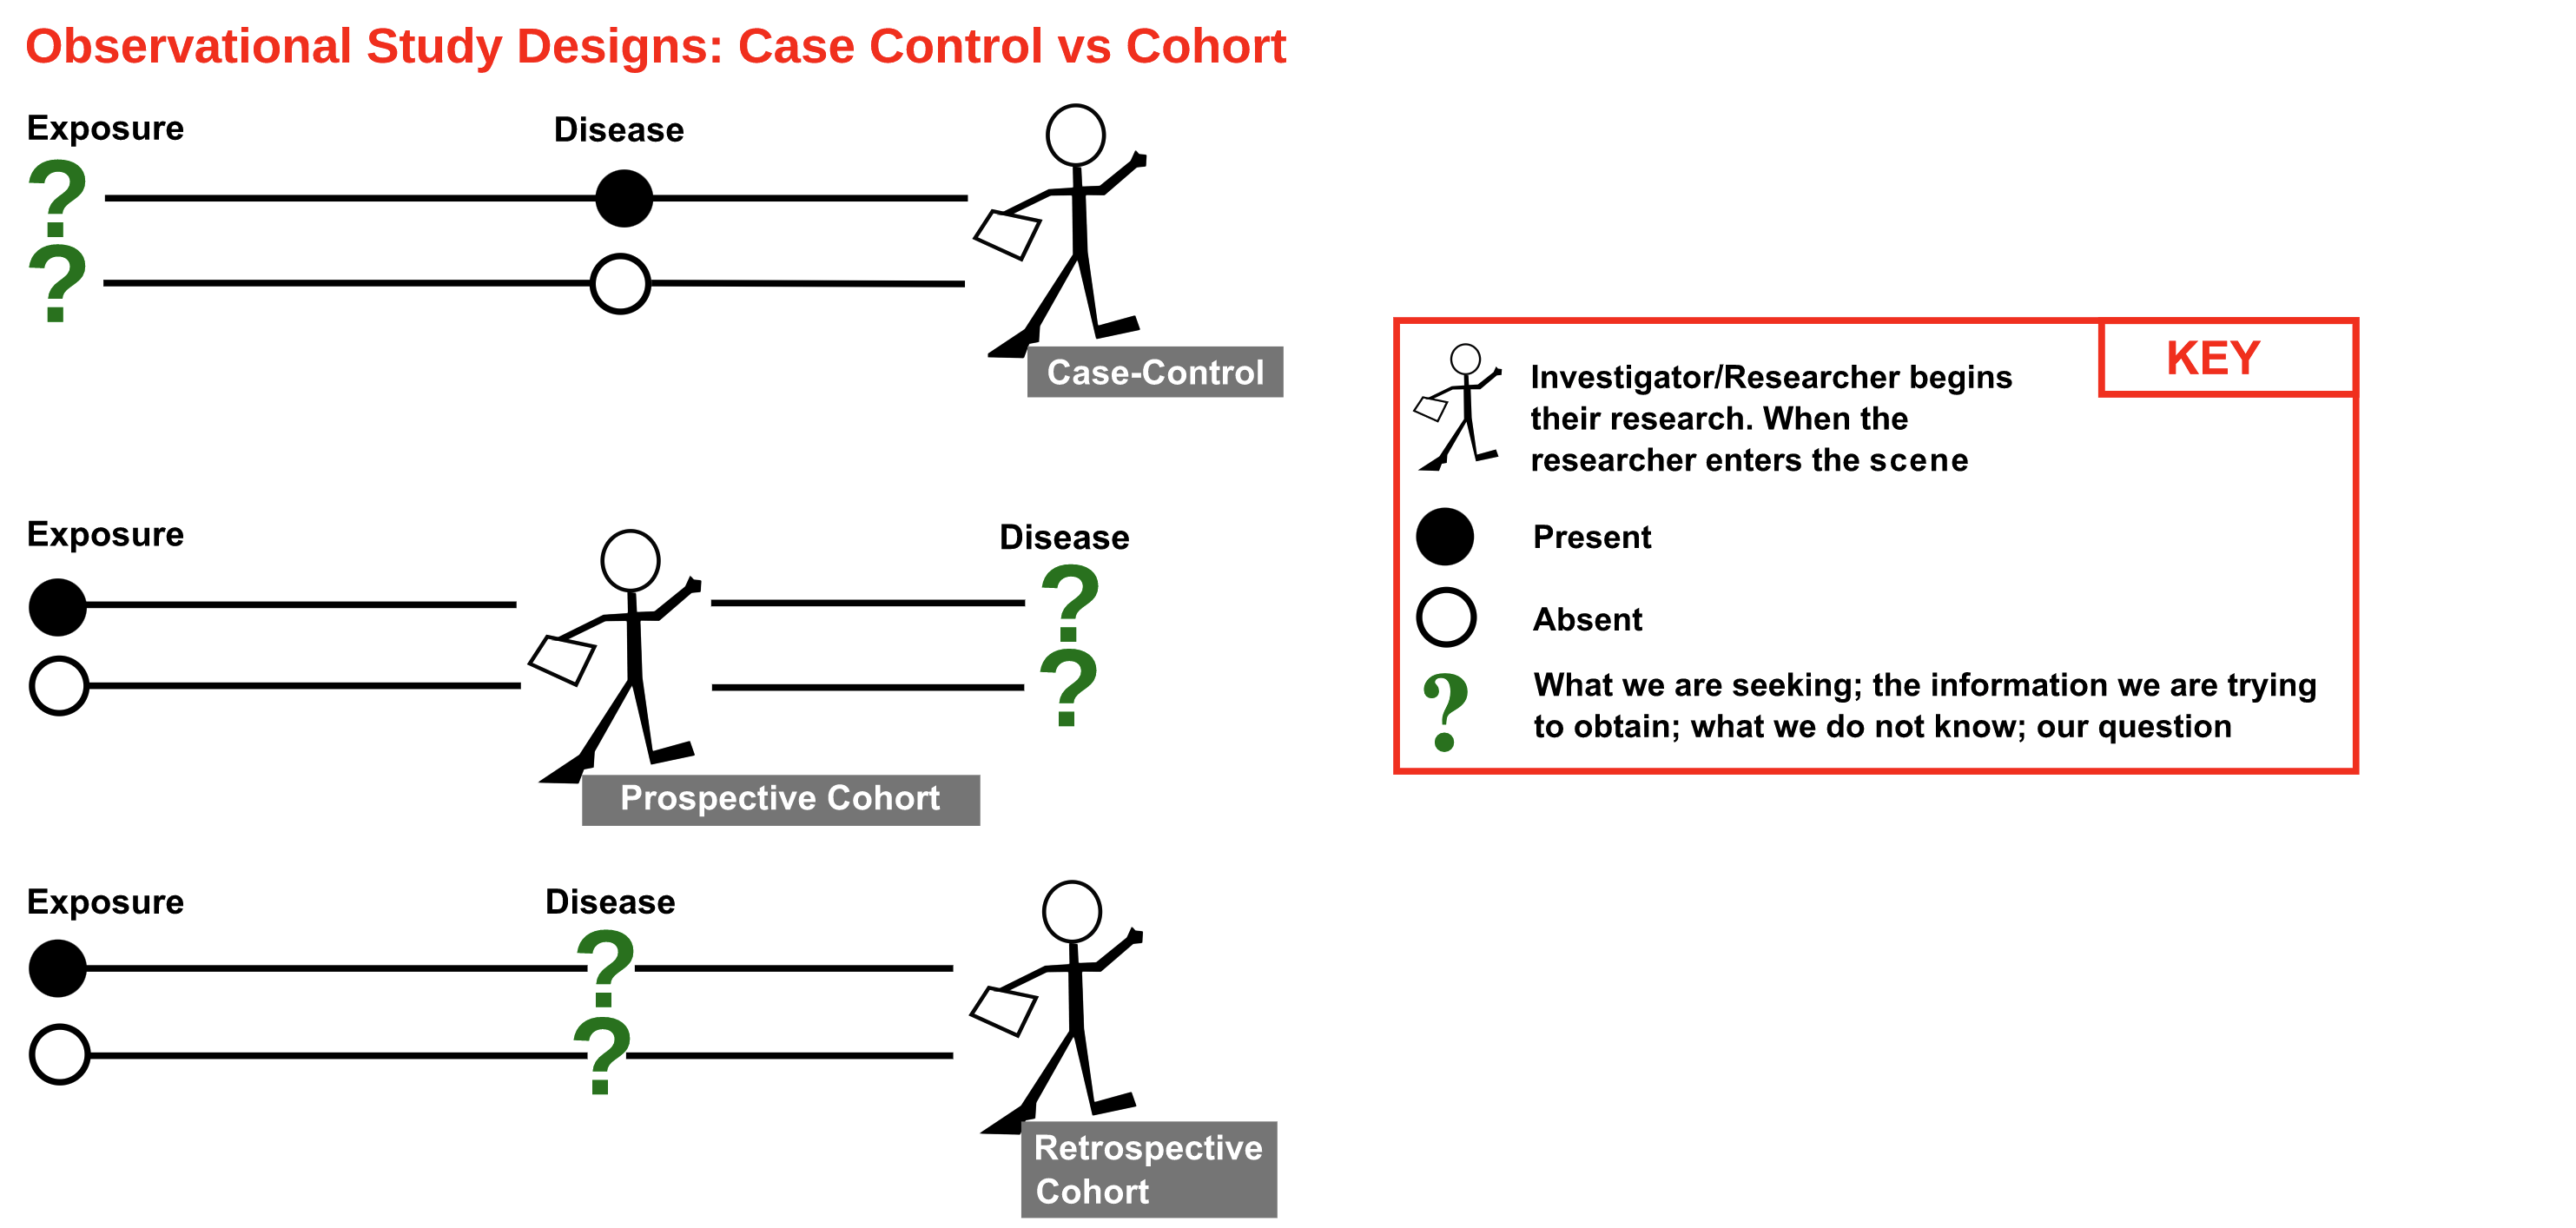 Observational Study Designs: Case Control vs Cohort
Exposure
Disease
?
?
Case-Control
Exposure
Disease
?
?
Prospective Cohort
Exposure
Disease
?
?
Retrospective
Cohort
KEY
Investigator/Researcher begins
their research. When the
researcher enters the scene
Present
Absent
?
What we are seeking; the information we are trying
to obtain; what we do not know; our question